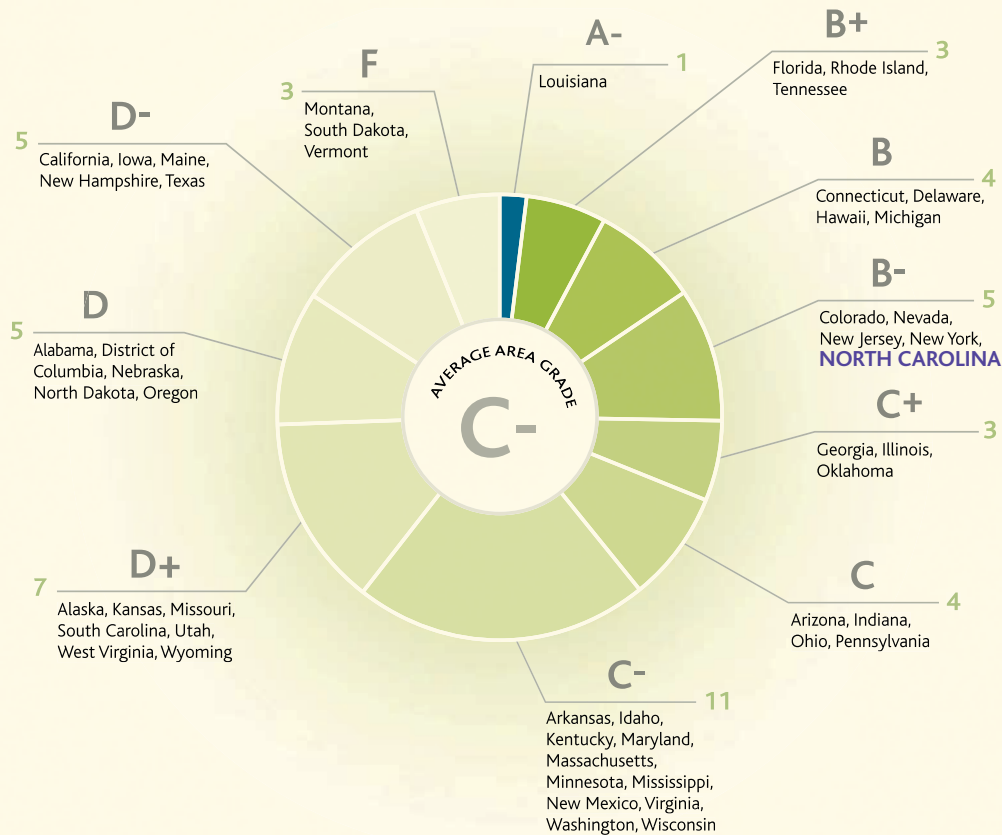 A-
1
Louisiana
B+
3
Florida, Rhode Island,
Tennessee
B
4
Connecticut, Delaware,
Hawaii, Michigan
B-
5
Colorado, Nevada,
New Jersey, New York,
NORTH CAROLINA
C+
3
Georgia, Illinois,
Oklahoma
C
4
Arizona, Indiana,
Ohio, Pennsylvania
C-
11
Arkansas, Idaho,
Kentucky, Maryland,
Massachusetts,
Minnesota, Mississippi,
New Mexico, Virginia,
Washington, Wisconsin
D+
7
Alaska, Kansas, Missouri,
South Carolina, Utah,
West Virginia, Wyoming
D
5
Alabama, District of
Columbia, Nebraska,
North Dakota, Oregon
D-
5
California, Iowa, Maine,
New Hampshire, Texas
F
3
Montana,
South Dakota,
Vermont
AVERAGE AREA GRADE
C-